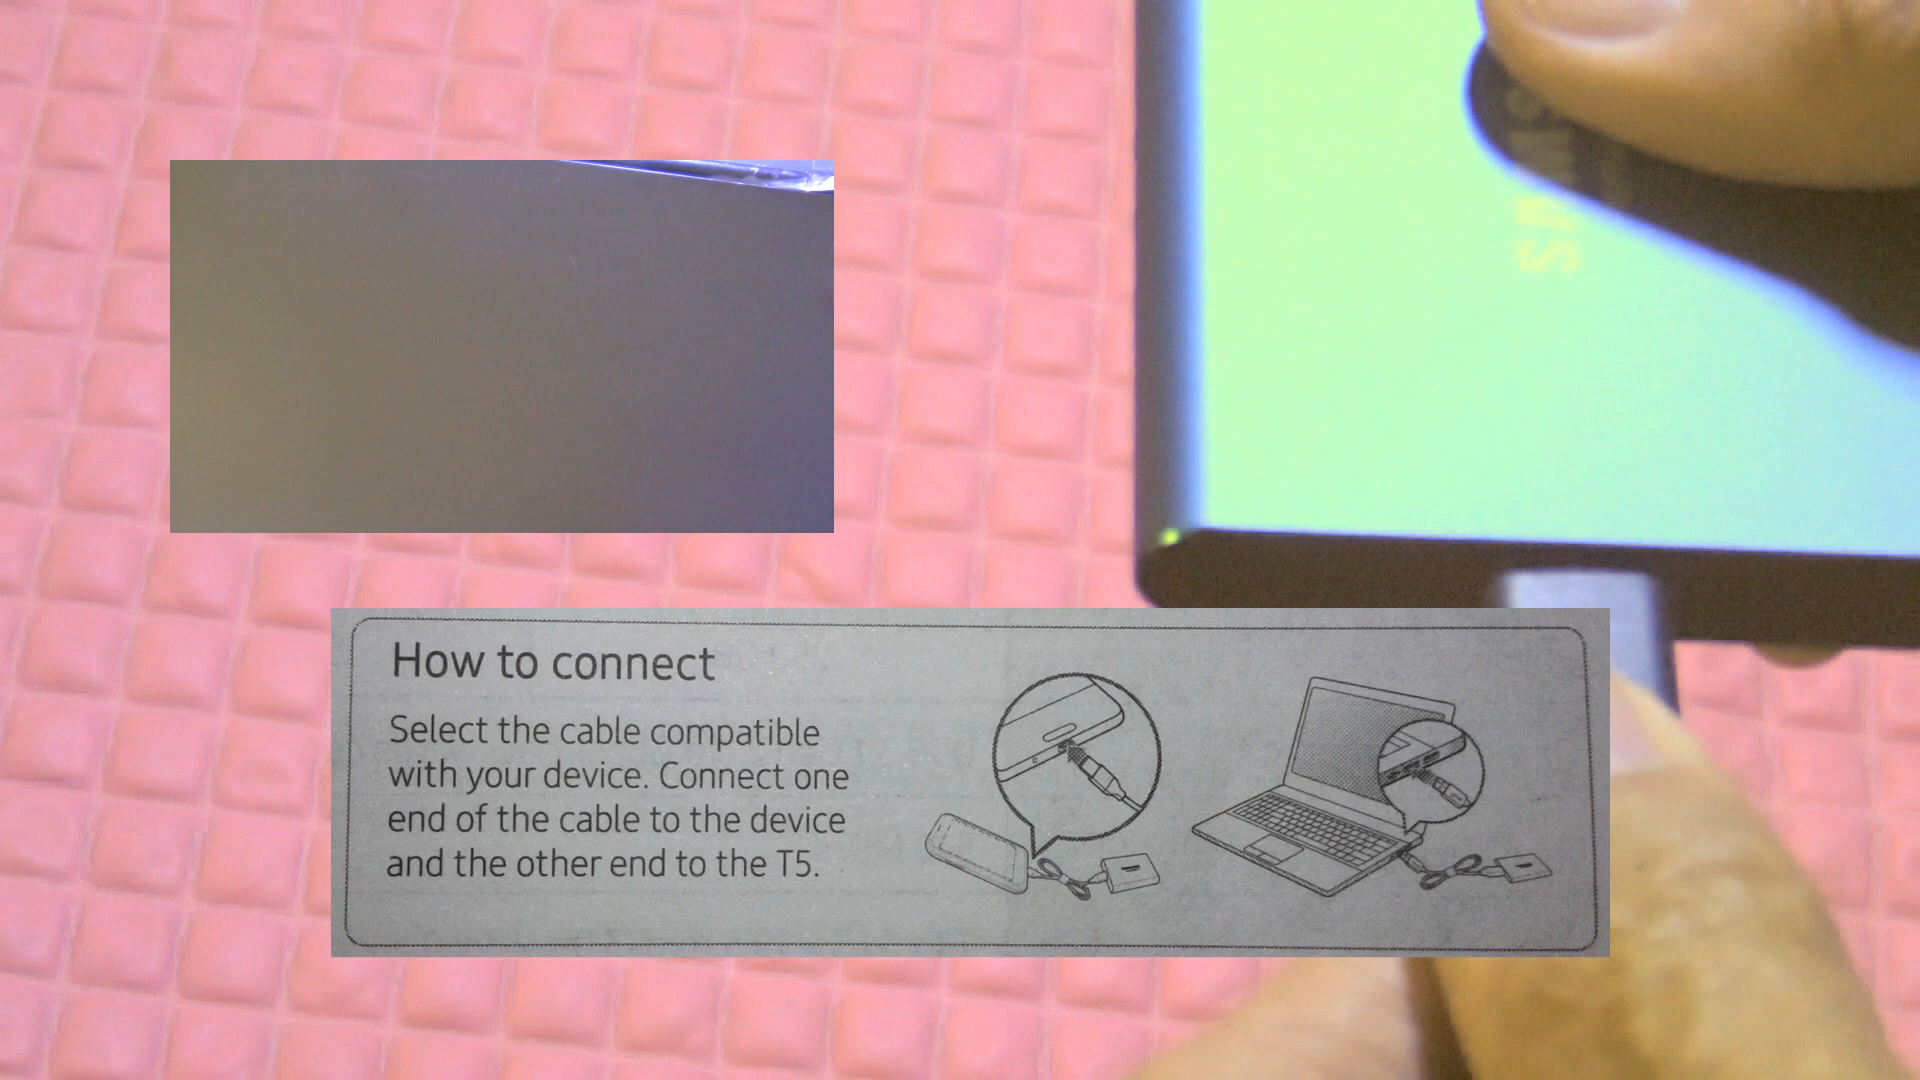 How to connect
Select the cable compatible
with your device. Connect one
end of the cable to the device
and the other end to the T5.